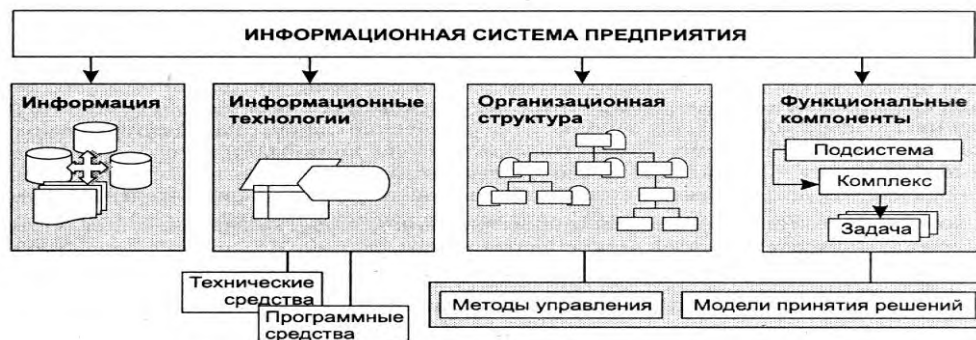 ИНФОРМАЦИОННАЯ СИСТЕМА ПРЕДПРИЯТИЯ
Информация
Информационные
технологии
Организационная
структура
Функциональные
компоненты
Подсистема
Комплекс
Задача
Технические
средства
Программные
средства
Методы управления
Модели принятия решений